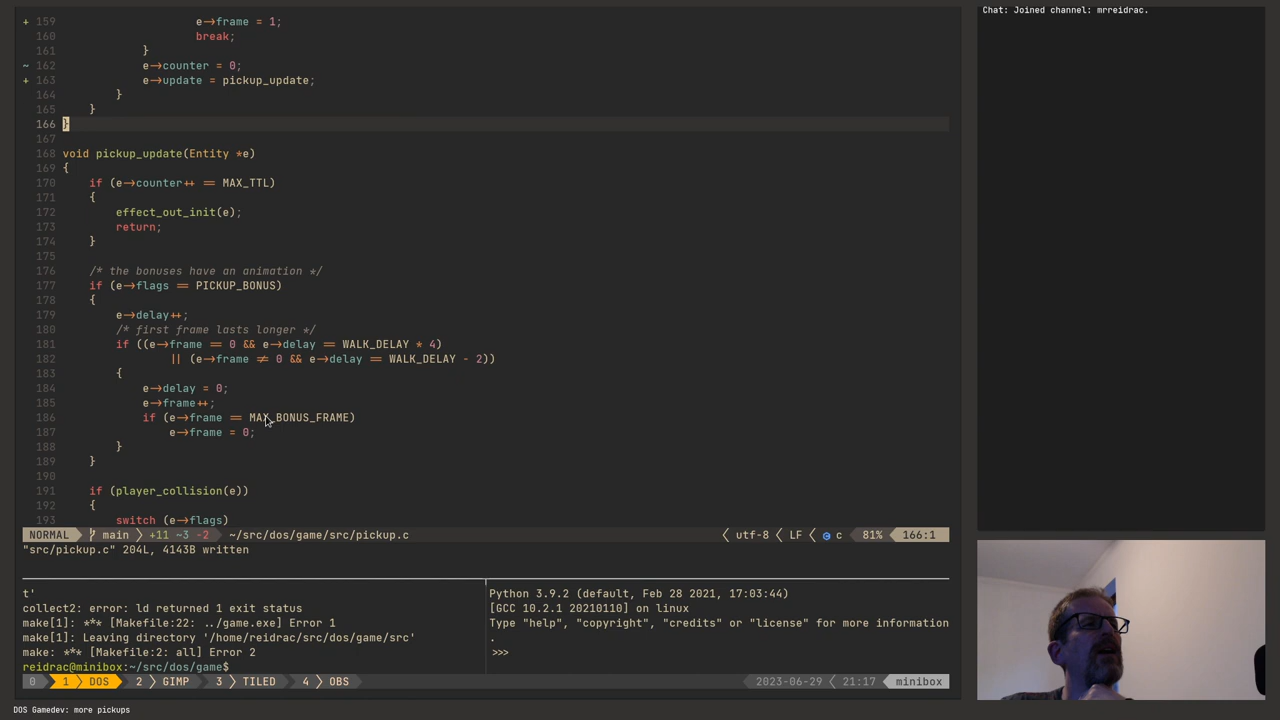 Chat: Joined channel: mrreidrac.
+ 159 e->frame = 1;
160 break;
161 }
~ 162 e->counter = 0;
+ 163 e->update = pickup_update;
164 }
165 }
166 }
167
168 void pickup_update(Entity *e)
169 {
170 if (e->counter++ == MAX_TTL)
171 {
172 effect_out_init(e);
173 return;
174 }
175
176 /* the bonuses have an animation */
177 if (e->flags == PICKUP_BONUS)
178 {
179 e->delay++;
180 /* first frame lasts longer */
181 if ((e->frame == 0 && e->delay == WALK_DELAY * 4)
182 || (e->frame != 0 && e->delay == WALK_DELAY - 2))
183 {
184 e->delay = 0;
185 e->frame++;
186 if (e->frame == MAX_BONUS_FRAME)
187 e->frame = 0;
188 }
189 }
190
191 if (player_collision(e))
192 {
193 switch (e->flags)
NORMAL main +11 ~3 -2 ~/src/dos/game/src/pickup.c utf-8 LF c 81% 166:1
"src/pickup.c" 204L, 4143B written
t'
collect2: error: ld returned 1 exit status
make[1]: *** [Makefile:22: ../game.exe] Error 1
make[1]: Leaving directory '/home/reidrac/src/dos/game/src'
make: *** [Makefile:2: all] Error 2
reidrac@minibox:~/src/dos/game$
Python 3.9.2 (default, Feb 28 2021, 17:03:44)
[GCC 10.2.1 20210110] on linux
Type "help", "copyright", "credits" or "license" for more information
.
>>>
0 1 DOS 2 GIMP 3 TILED 4 OBS 2023-06-29 21:17 minibox
DOS Gamedev: more pickups